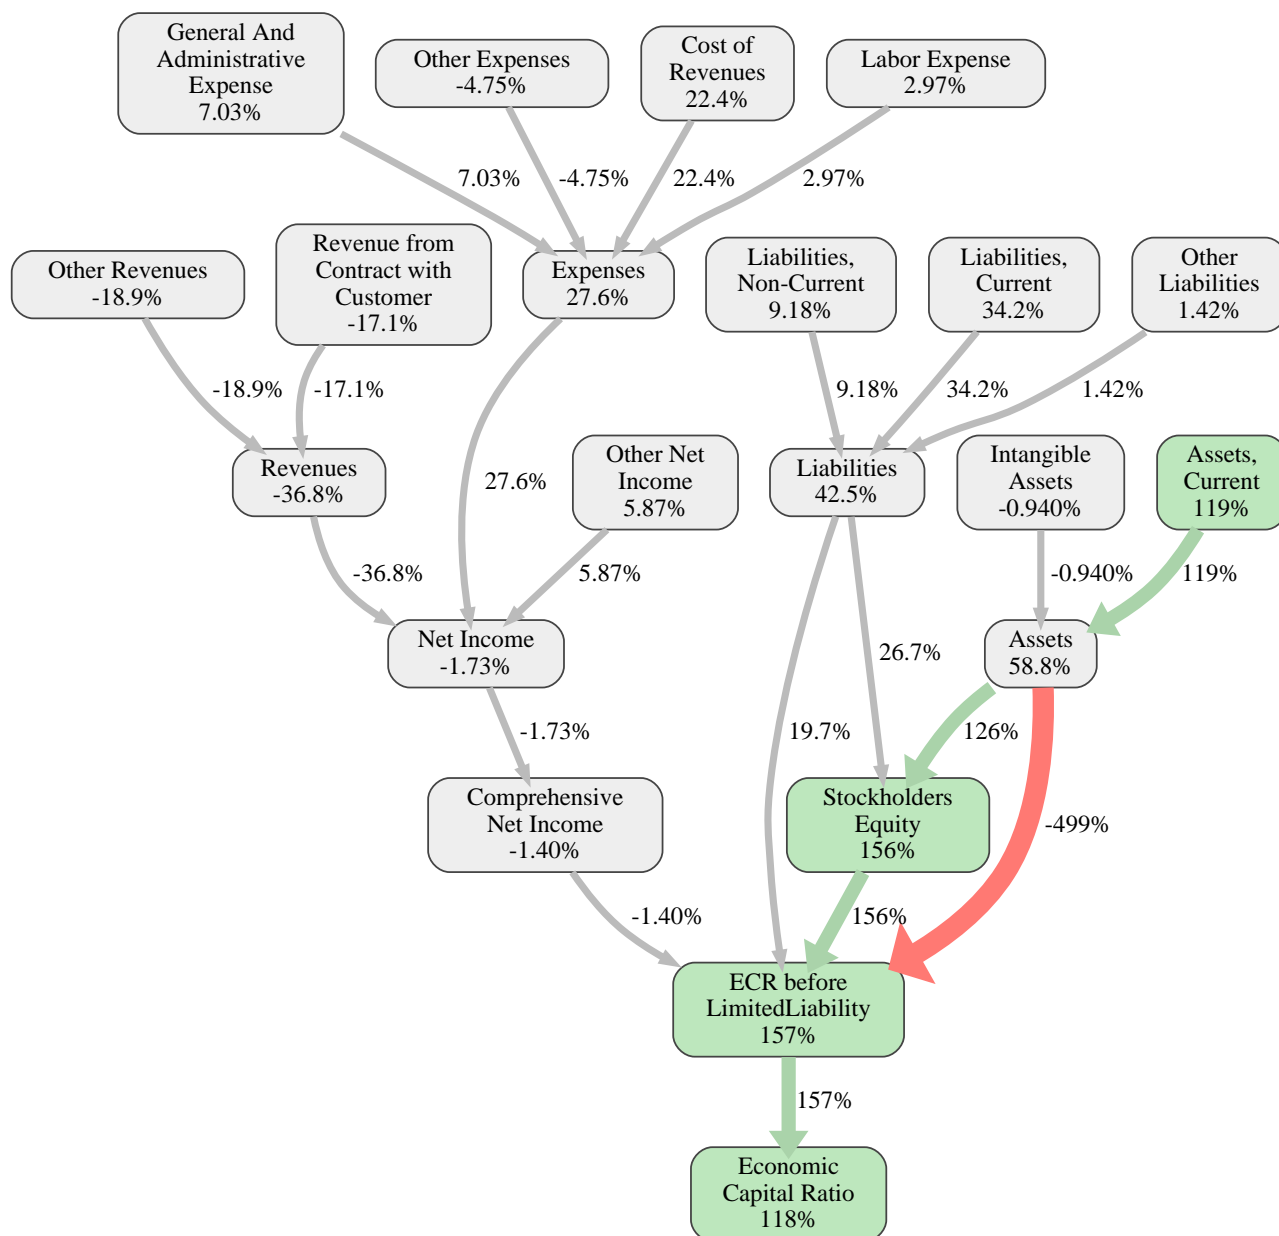 General And
Administrative
Expense
7.03%
Other Expenses
-4.75%
Cost of
Revenues
22.4%
Labor Expense
2.97%
7.03%
-4.75%
22.4%
2.97%
Other Revenues
-18.9%
Revenue from
Contract with
Customer
-17.1%
Expenses
27.6%
Liabilities,
Non-Current
9.18%
Liabilities,
Current
34.2%
Other
Liabilities
1.42%
-18.9%
-17.1%
9.18%
34.2%
1.42%
Revenues
-36.8%
27.6%
Other Net
Income
5.87%
Liabilities
42.5%
Intangible
Assets
-0.940%
Assets,
Current
119%
-36.8%
5.87%
-0.940%
119%
Net Income
-1.73%
26.7%
Assets
58.8%
-1.73%
19.7%
126%
Comprehensive
Net Income
-1.40%
Stockholders
Equity
156%
-499%
-1.40%
156%
ECR before
LimitedLiability
157%
157%
Economic
Capital Ratio
118%